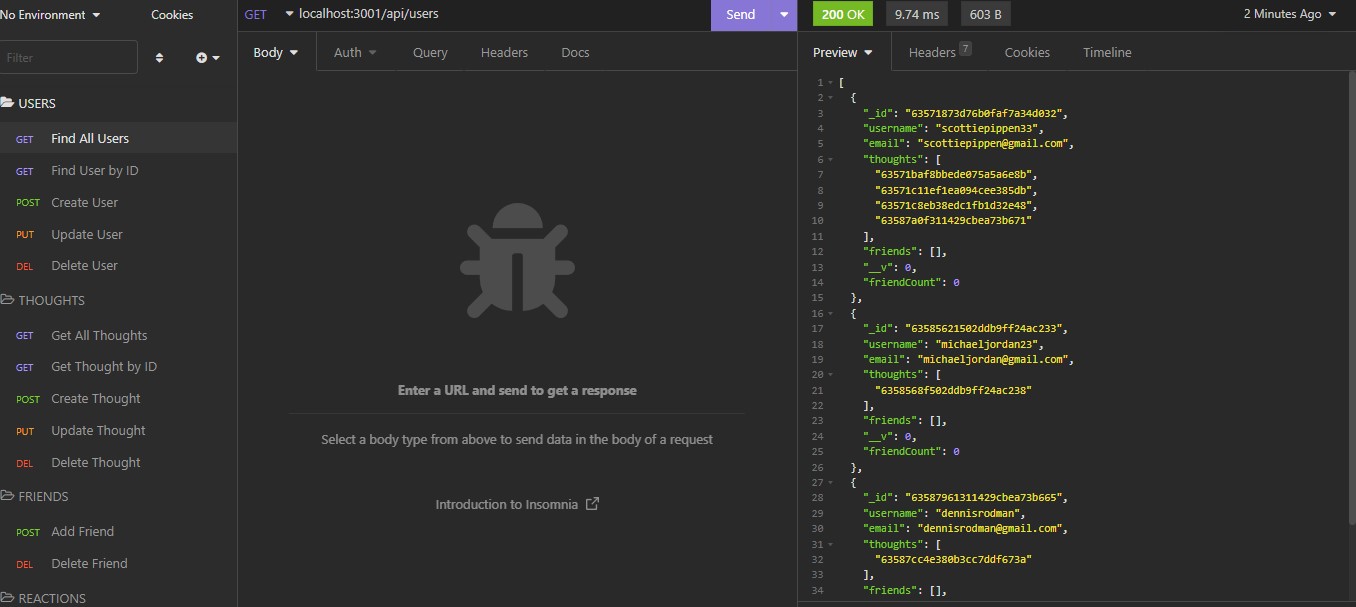 No Environment
Cookies
Filter
USERS
GET Find All Users
GET Find User by ID
POST Create User
PUT Update User
DEL Delete User
THOUGHTS
GET Get All Thoughts
GET Get Thought by ID
POST Create Thought
PUT Update Thought
DEL Delete Thought
FRIENDS
POST Add Friend
DEL Delete Friend
REACTIONS
GET localhost:3001/api/users Send
Body Auth Query Headers Docs
Enter a URL and send to get a response
Select a body type from above to send data in the body of a request
Introduction to Insomnia
200 OK 9.74 ms 603 B 2 Minutes Ago
Preview Headers 7 Cookies Timeline
1 [
2 {
3 "_id": "63571873d76b0faf7a34d032",
4 "username": "scottiepippen33",
5 "email": "scottiepippen@gmail.com",
6 "thoughts": [
7 "63571baf8bbede075a5a6e8b",
8 "63571c11ef1ea094cee385db",
9 "63571c8eb38edc1fb1d32e48",
10 "63587a0f311429cbea73b671"
11 ],
12 "friends": [],
13 "__v": 0,
14 "friendCount": 0
15 },
16 {
17 "_id": "63585621502ddb9ff24ac233",
18 "username": "michaeljordan23",
19 "email": "michaeljordan@gmail.com",
20 "thoughts": [
21 "6358568f502ddb9ff24ac238"
22 ],
23 "friends": [],
24 "__v": 0,
25 "friendCount": 0
26 },
27 {
28 "_id": "63587961311429cbea73b665",
29 "username": "dennisrodman",
30 "email": "dennisrodman@gmail.com",
31 "thoughts": [
32 "63587cc4e380b3cc7ddf673a"
33 ],
34 "friends": [],